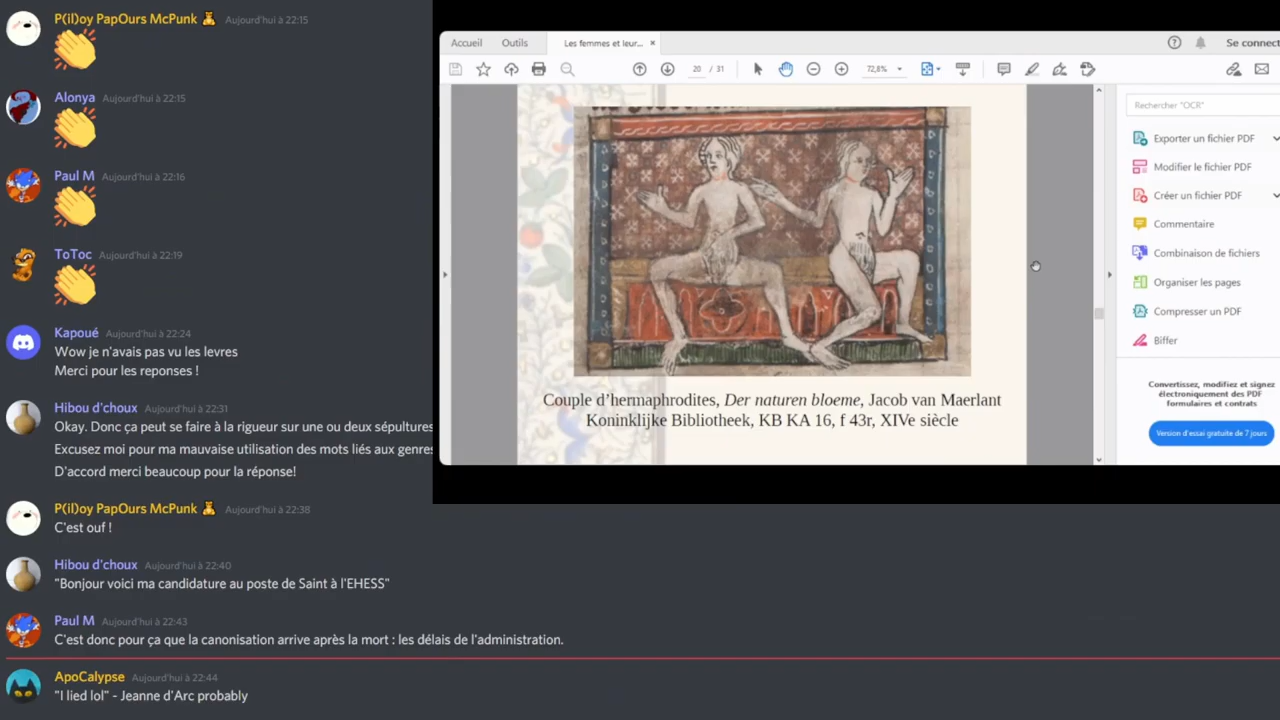 P(il)oy PapOurs McPunk Aujourd'hui à 22:15
Alonya Aujourd'hui à 22:15
Paul M Aujourd'hui à 22:16
ToToc Aujourd'hui à 22:19
Kapoué Aujourd'hui à 22:24
Wow je n'avais pas vu les levres
Merci pour les reponses !
Hibou d'choux Aujourd'hui à 22:31
Okay. Donc ça peut se faire à la rigueur sur une ou deux sépultures
Excusez moi pour ma mauvaise utilisation des mots liés aux genres
D'accord merci beaucoup pour la réponse!
P(il)oy PapOurs McPunk Aujourd'hui à 22:38
C'est ouf !
Hibou d'choux Aujourd'hui à 22:40
"Bonjour voici ma candidature au poste de Saint à l'EHESS"
Paul M Aujourd'hui à 22:43
C'est donc pour ça que la canonisation arrive après la mort : les délais de l'administration.
ApoCalypse Aujourd'hui à 22:44
"I lied lol" - Jeanne d'Arc probably
Accueil Outils Les femmes et leur... × Se connect
20 / 31 72,8%
Couple d'hermaphrodites, Der naturen bloeme, Jacob van Maerlant
Koninklijke Bibliotheek, KB KA 16, f 43r, XIVe siècle
Rechercher "OCR"
Exporter un fichier PDF
Modifier le fichier PDF
Créer un fichier PDF
Commentaire
Combinaison de fichiers
Organiser les pages
Compresser un PDF
Biffer
Convertissez, modifiez et signez
électroniquement des PDF
formulaires et contrats
Version d'essai gratuite de 7 jours